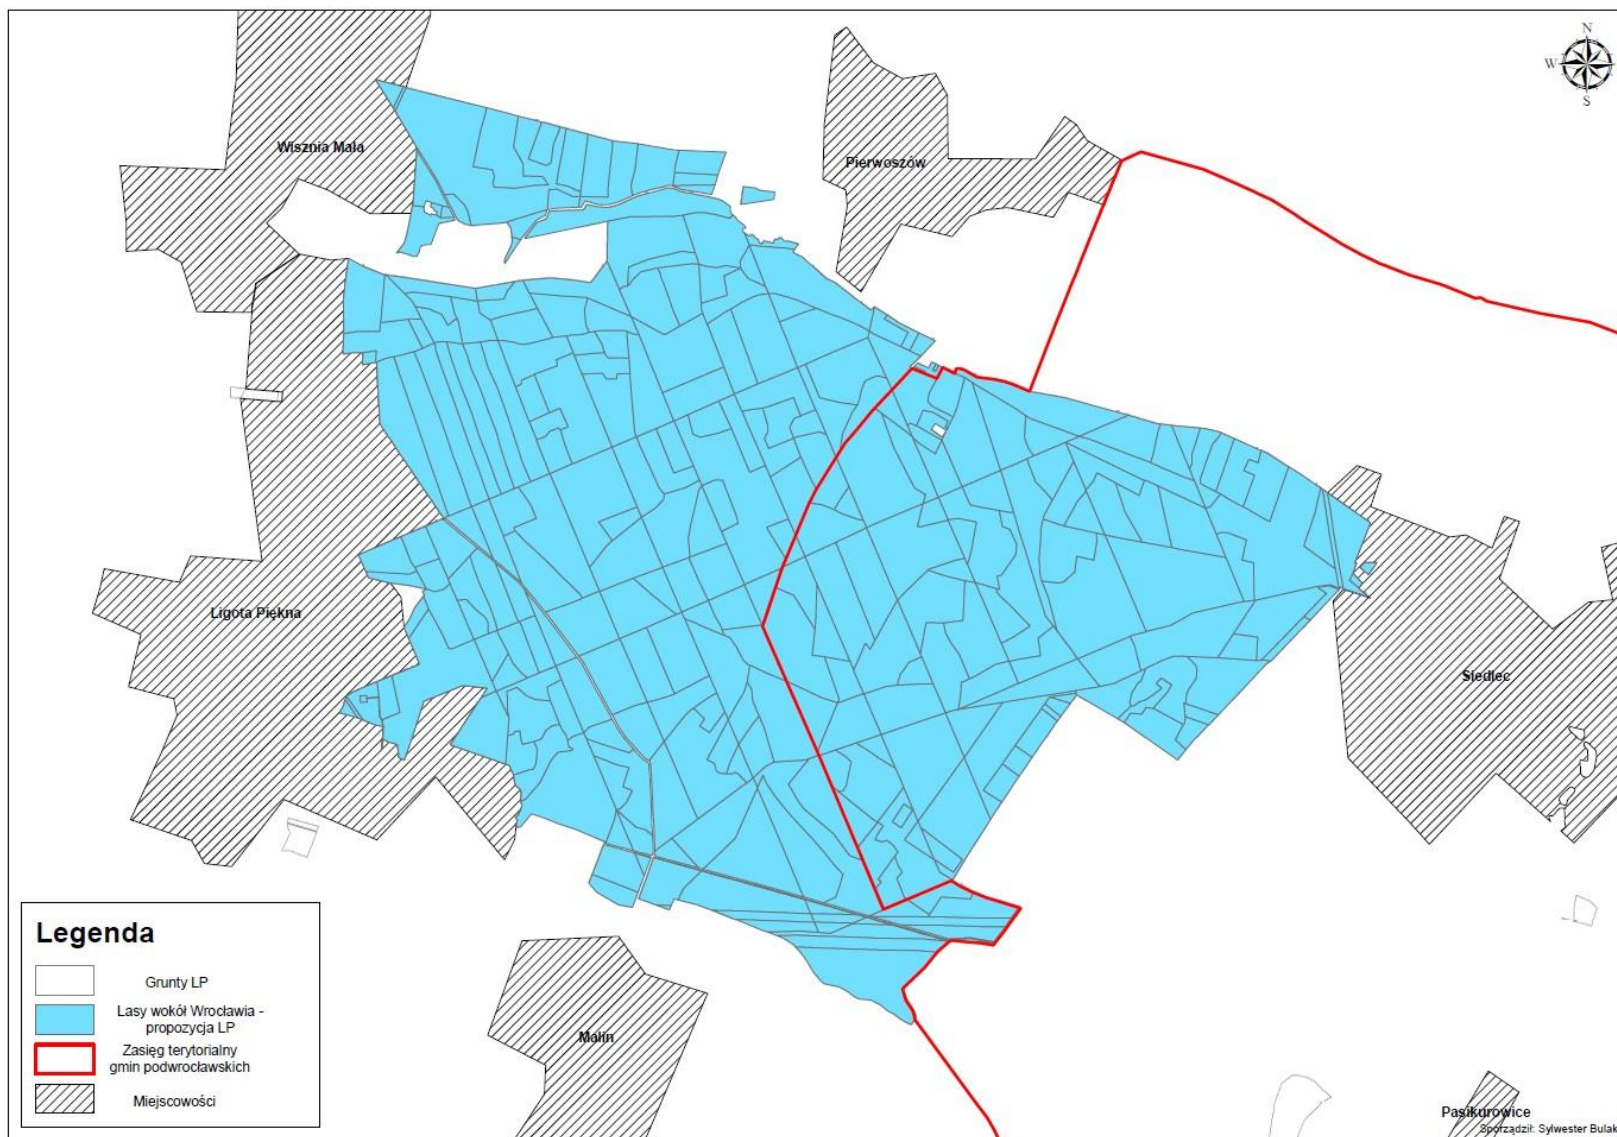 N
W
S
Wisznia Mała
Pierwoszów
Ligota Piękna
Siedlec
Malin
Pasikurowice
Sporządził: Sylwester Bulak
Legenda
Grunty LP
Lasy wokół Wrocławia -
propozycja LP
Zasięg terytorialny
gmin podwrocławskich
Miejscowości